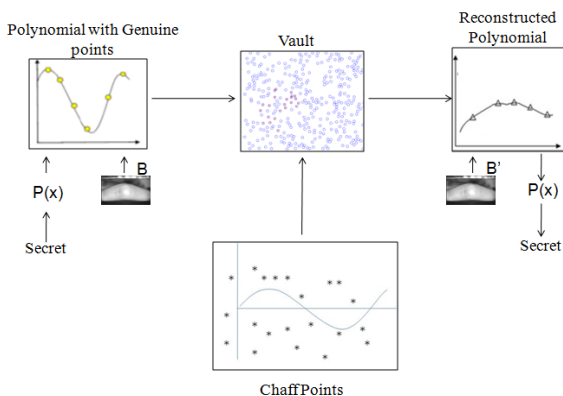 Polynomial with Genuine
points
Vault
Reconstructed
Polynomial
B
P(x)
Secret
B'
P(x)
Secret
ChaffPoints